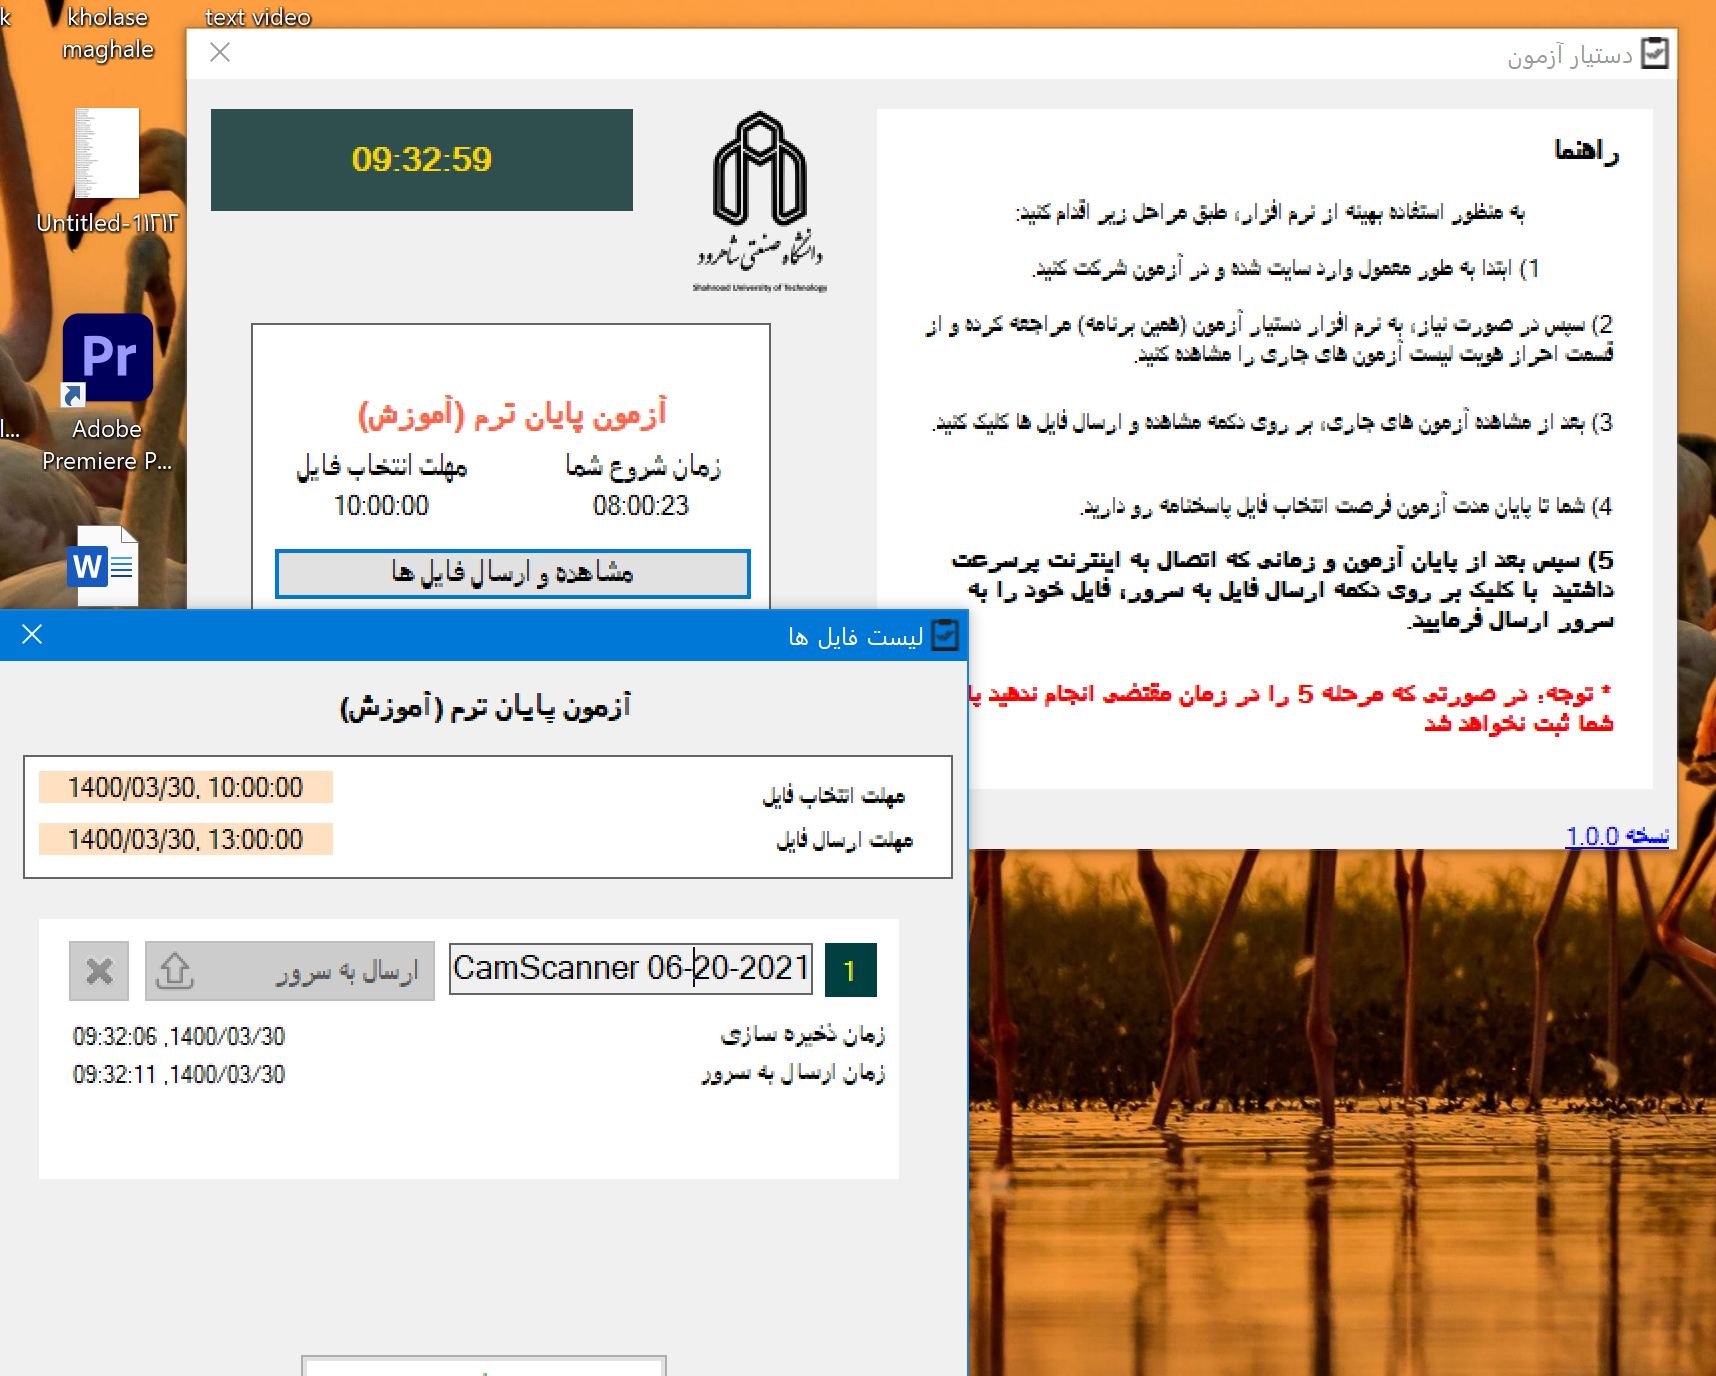 k
kholase
maghale
text video
Untitled-1۱۲۱۲
Pr
l...
Adobe
Premiere P...
W
دستیار آزمون
09:32:59
دانشگاه صنعتی شاهرود
Shahrood University of Technology
آزمون پایان ترم (آموزش)
زمان شروع شما
مهلت انتخاب فایل
08:00:23
10:00:00
مشاهده و ارسال فایل ها
راهنما
به منظور استفاده بهینه از نرم افزار، طبق مراحل زیر اقدام کنید:
1) ابتدا به طور معمول وارد سایت شده و در آزمون شرکت کنید.
2) سپس در صورت نیاز، به نرم افزار دستیار آزمون (همین برنامه) مراجعه کرده و از
قسمت احراز هویت لیست آزمون های جاری را مشاهده کنید.
3) بعد از مشاهده آزمون های جاری، بر روی دکمه مشاهده و ارسال فایل ها کلیک کنید.
4) شما تا پایان مدت آزمون فرصت انتخاب فایل پاسخنامه رو دارید.
5) سپس بعد از پایان آزمون و زمانی که اتصال به اینترنت پرسرعت
داشتید با کلیک بر روی دکمه ارسال فایل به سرور، فایل خود را به
سرور ارسال فرمایید.
* توجه: در صورتی که مرحله 5 را در زمان مقتضی انجام ندهید پا
شما ثبت نخواهد شد
نسخه 1.0.0
لیست فایل ها
آزمون پایان ترم (آموزش)
مهلت انتخاب فایل
1400/03/30, 10:00:00
مهلت ارسال فایل
1400/03/30, 13:00:00
1
CamScanner 06-20-2021
ارسال به سرور
زمان ذخیره سازی
09:32:06 ,1400/03/30
زمان ارسال به سرور
09:32:11 ,1400/03/30